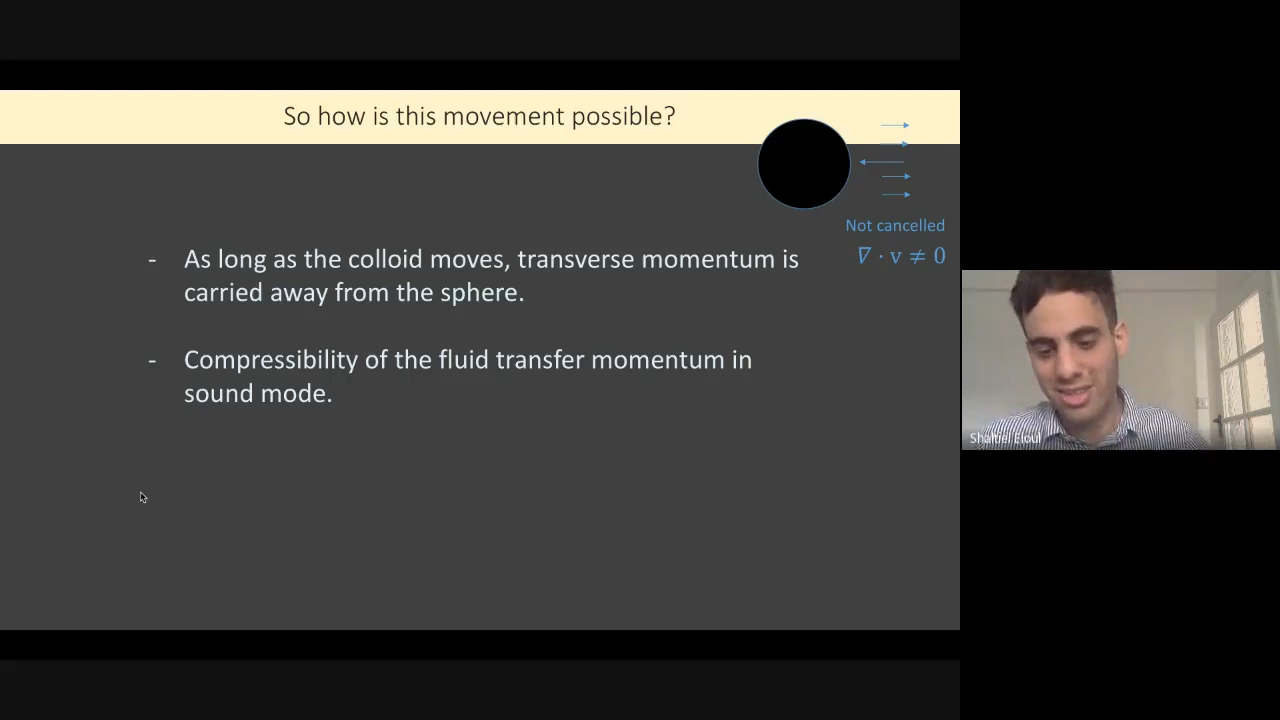 So how is this movement possible?
Not cancelled
∇ · v ≠ 0
- As long as the colloid moves, transverse momentum is
carried away from the sphere.
- Compressibility of the fluid transfer momentum in
sound mode.
Shaltiel Eloul